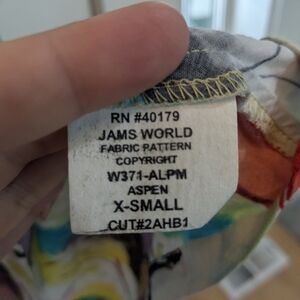 RN #40179
JAMS WORLD
FABRIC PATTERN
COPYRIGHT
W371-ALPM
ASPEN
X-SMALL
CUT#2AHB1